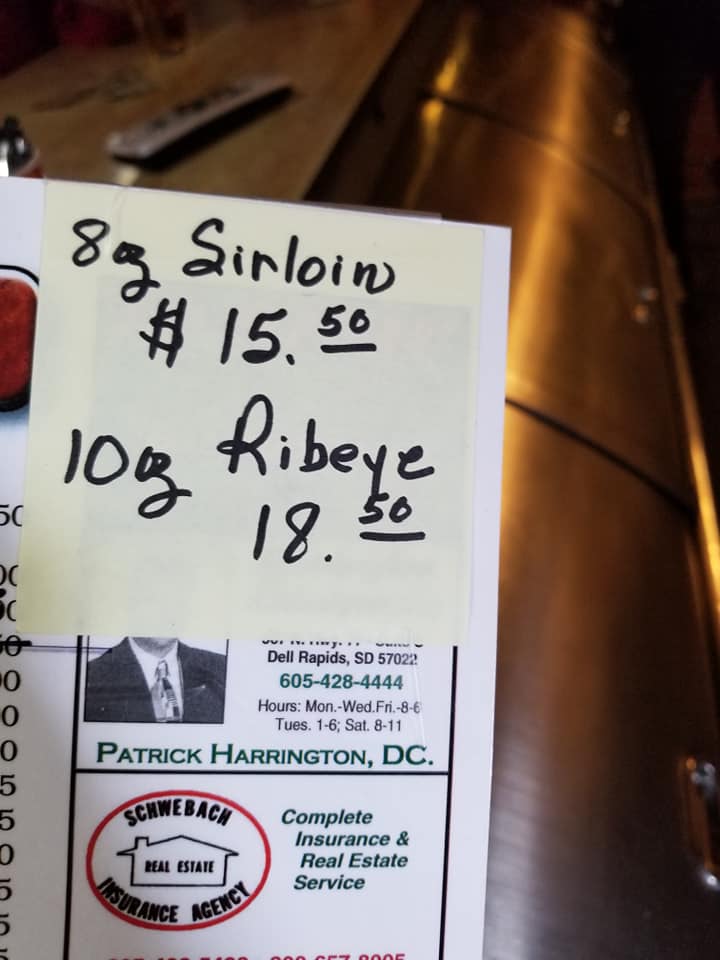 8oz Sirloin
$ 15.50
10oz Ribeye
18.50
Dell Rapids, SD 57022
605-428-4444
Hours: Mon.-Wed.Fri.-8-6
Tues. 1-6; Sat. 8-11
PATRICK HARRINGTON, DC.
SCHWEBACH
REAL ESTATE
INSURANCE AGENCY
Complete
Insurance &
Real Estate
Service